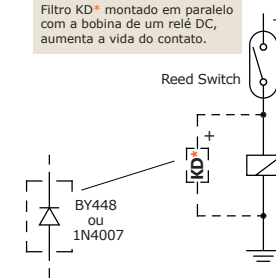 Filtro KD* montado em paralelo
com a bobina de um relé DC,
aumenta a vida do contato.
Reed Switch
+
KD*
BY448
ou
1N4007